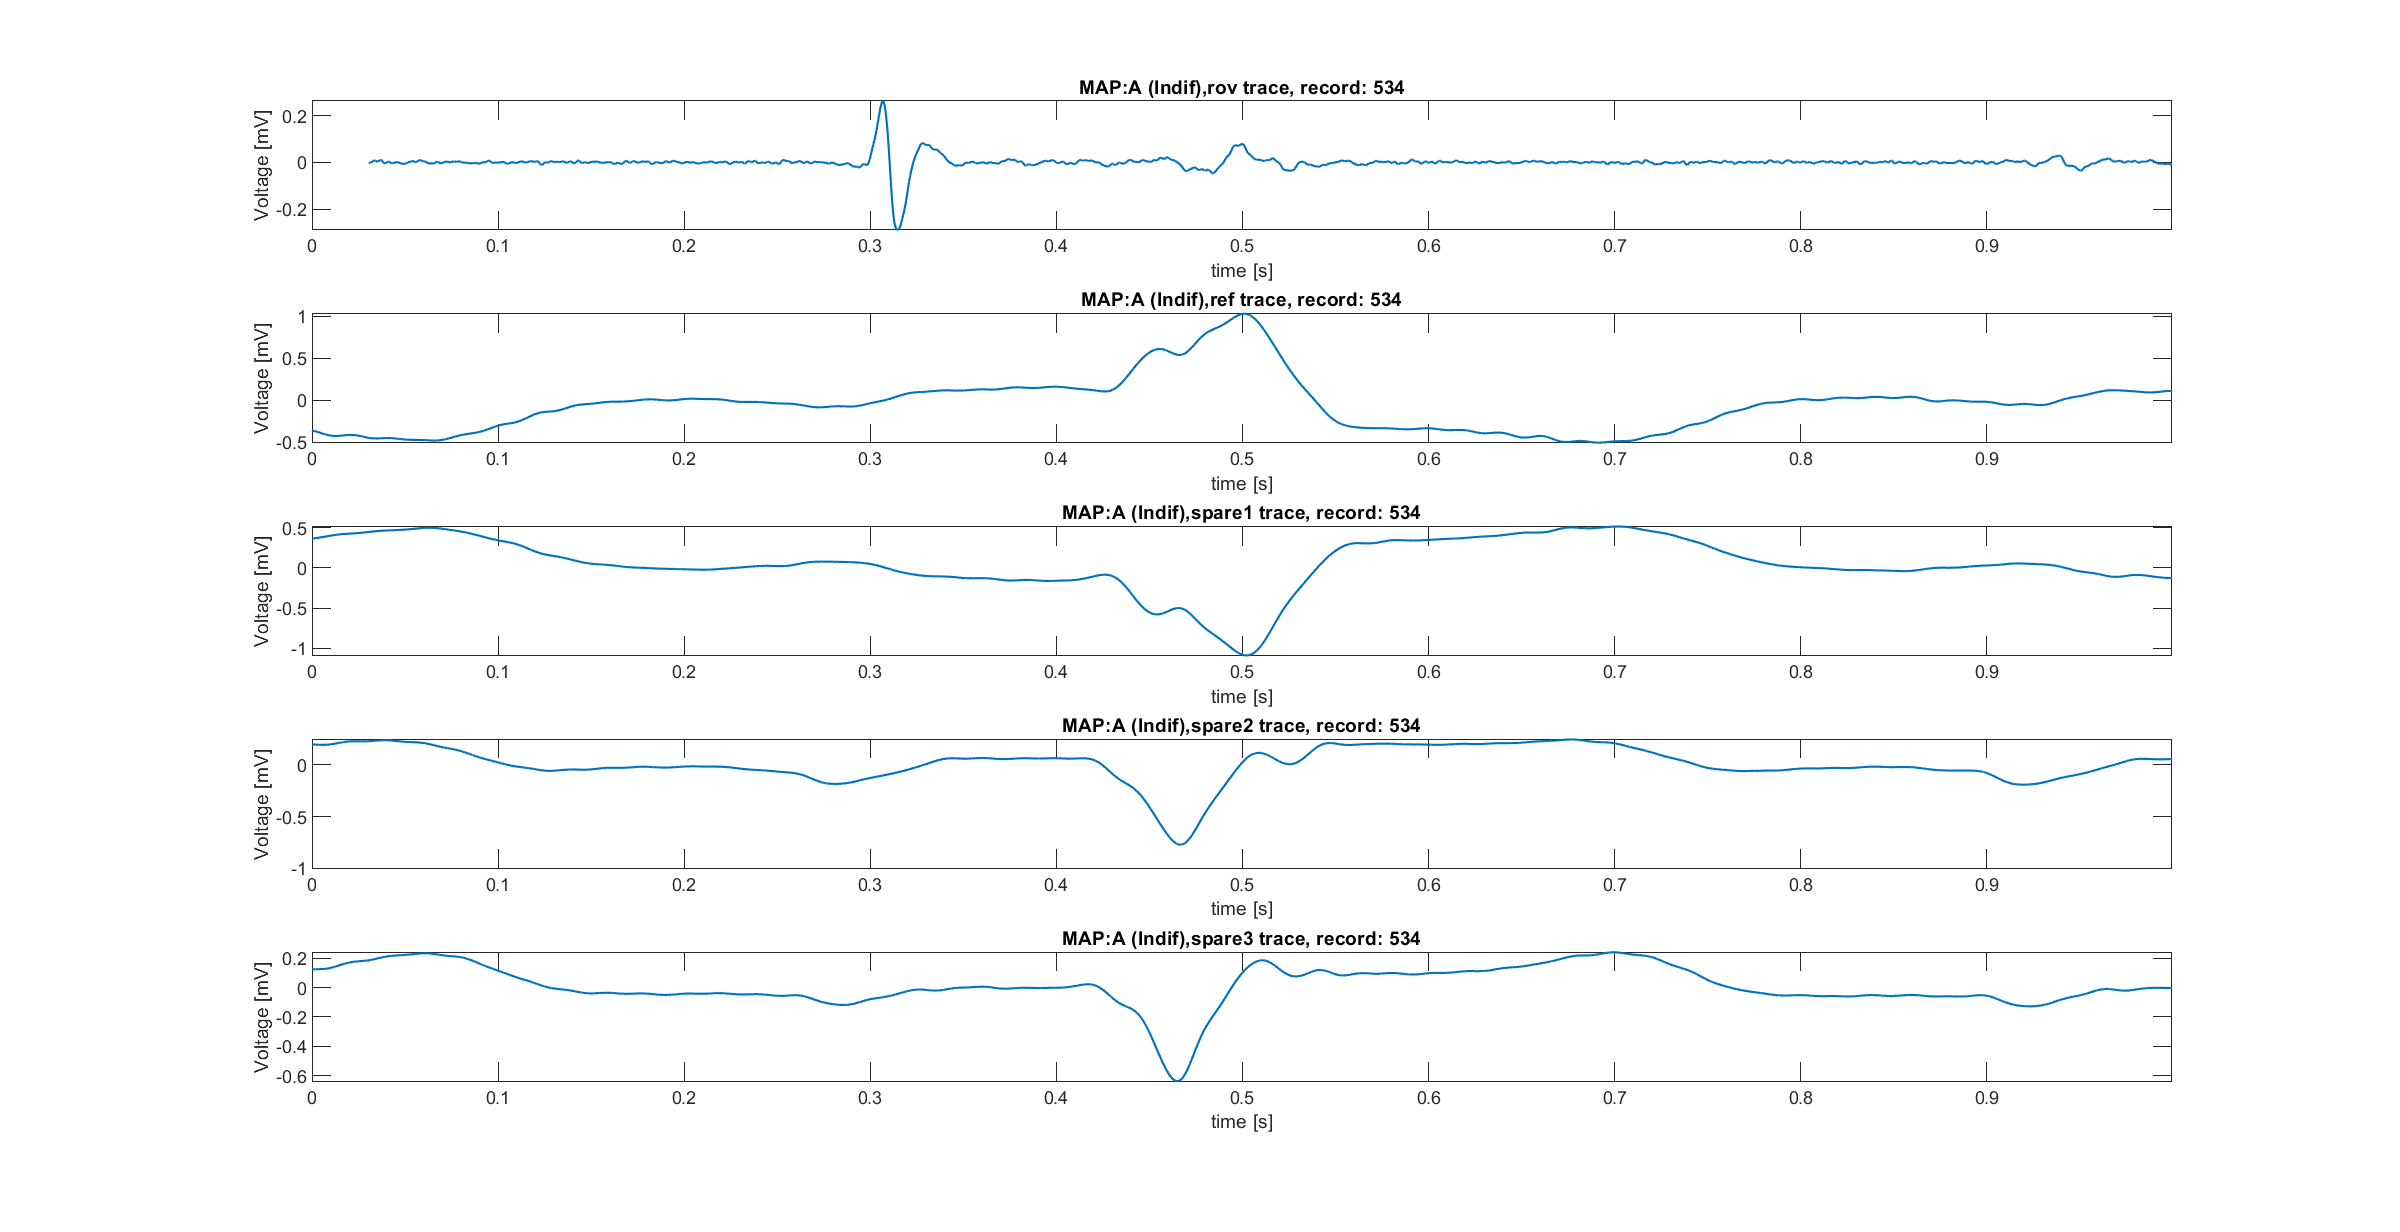 MAP:A (Indif),rov trace, record: 534
Voltage [mV]
0.2
0
-0.2
0 0.1 0.2 0.3 0.4 0.5 0.6 0.7 0.8 0.9
time [s]
MAP:A (Indif),ref trace, record: 534
Voltage [mV]
1
0.5
0
-0.5
0 0.1 0.2 0.3 0.4 0.5 0.6 0.7 0.8 0.9
time [s]
MAP:A (Indif),spare1 trace, record: 534
Voltage [mV]
0.5
0
-0.5
-1
0 0.1 0.2 0.3 0.4 0.5 0.6 0.7 0.8 0.9
time [s]
MAP:A (Indif),spare2 trace, record: 534
Voltage [mV]
0
-0.5
-1
0 0.1 0.2 0.3 0.4 0.5 0.6 0.7 0.8 0.9
time [s]
MAP:A (Indif),spare3 trace, record: 534
Voltage [mV]
0.2
0
-0.2
-0.4
-0.6
0 0.1 0.2 0.3 0.4 0.5 0.6 0.7 0.8 0.9
time [s]